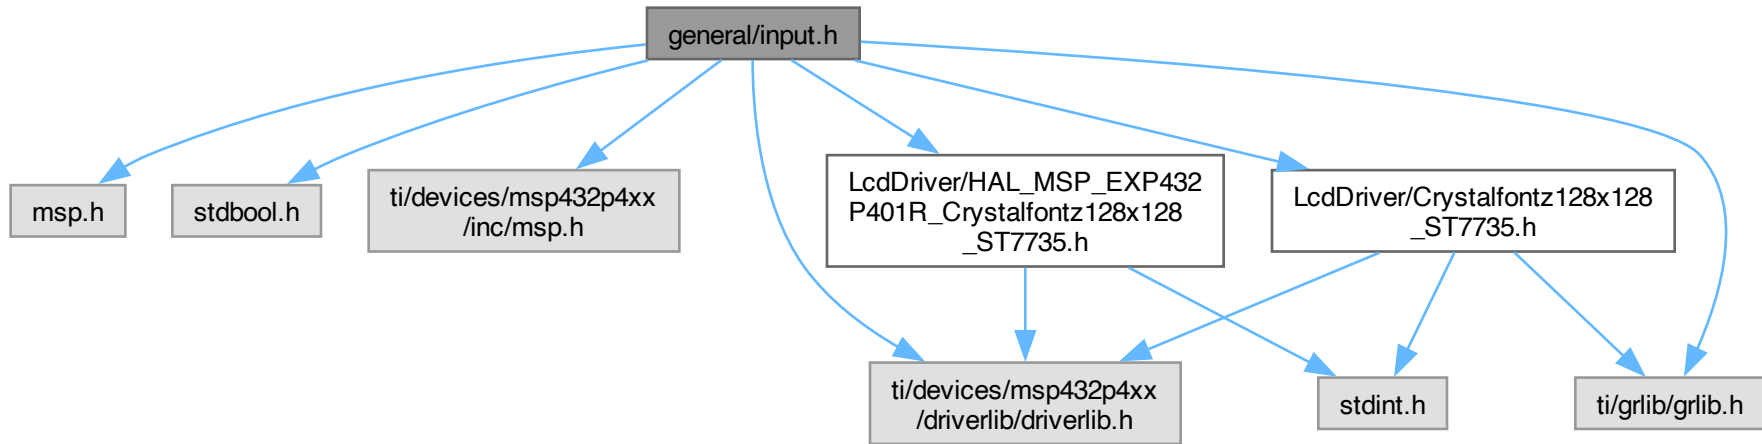 general/input.h
msp.h
stdbool.h
ti/devices/msp432p4xx
/inc/msp.h
LcdDriver/HAL_MSP_EXP432
P401R_Crystalfontz128x128
_ST7735.h
LcdDriver/Crystalfontz128x128
_ST7735.h
ti/devices/msp432p4xx
/driverlib/driverlib.h
stdint.h
ti/grlib/grlib.h